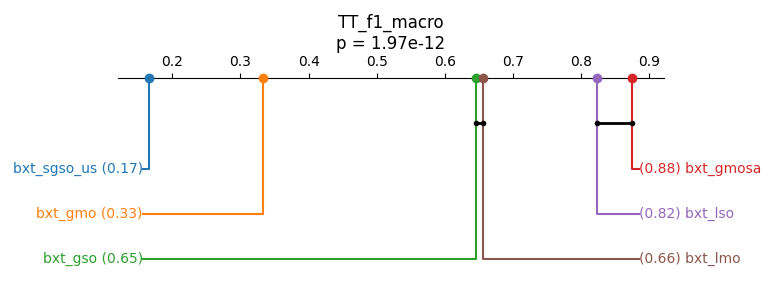 TT_f1_macro
p = 1.97e-12
0.2 0.3 0.4 0.5 0.6 0.7 0.8 0.9
bxt_sgso_us (0.17) (0.88) bxt_gmosa
bxt_gmo (0.33) (0.82) bxt_lso
bxt_gso (0.65) (0.66) bxt_lmo